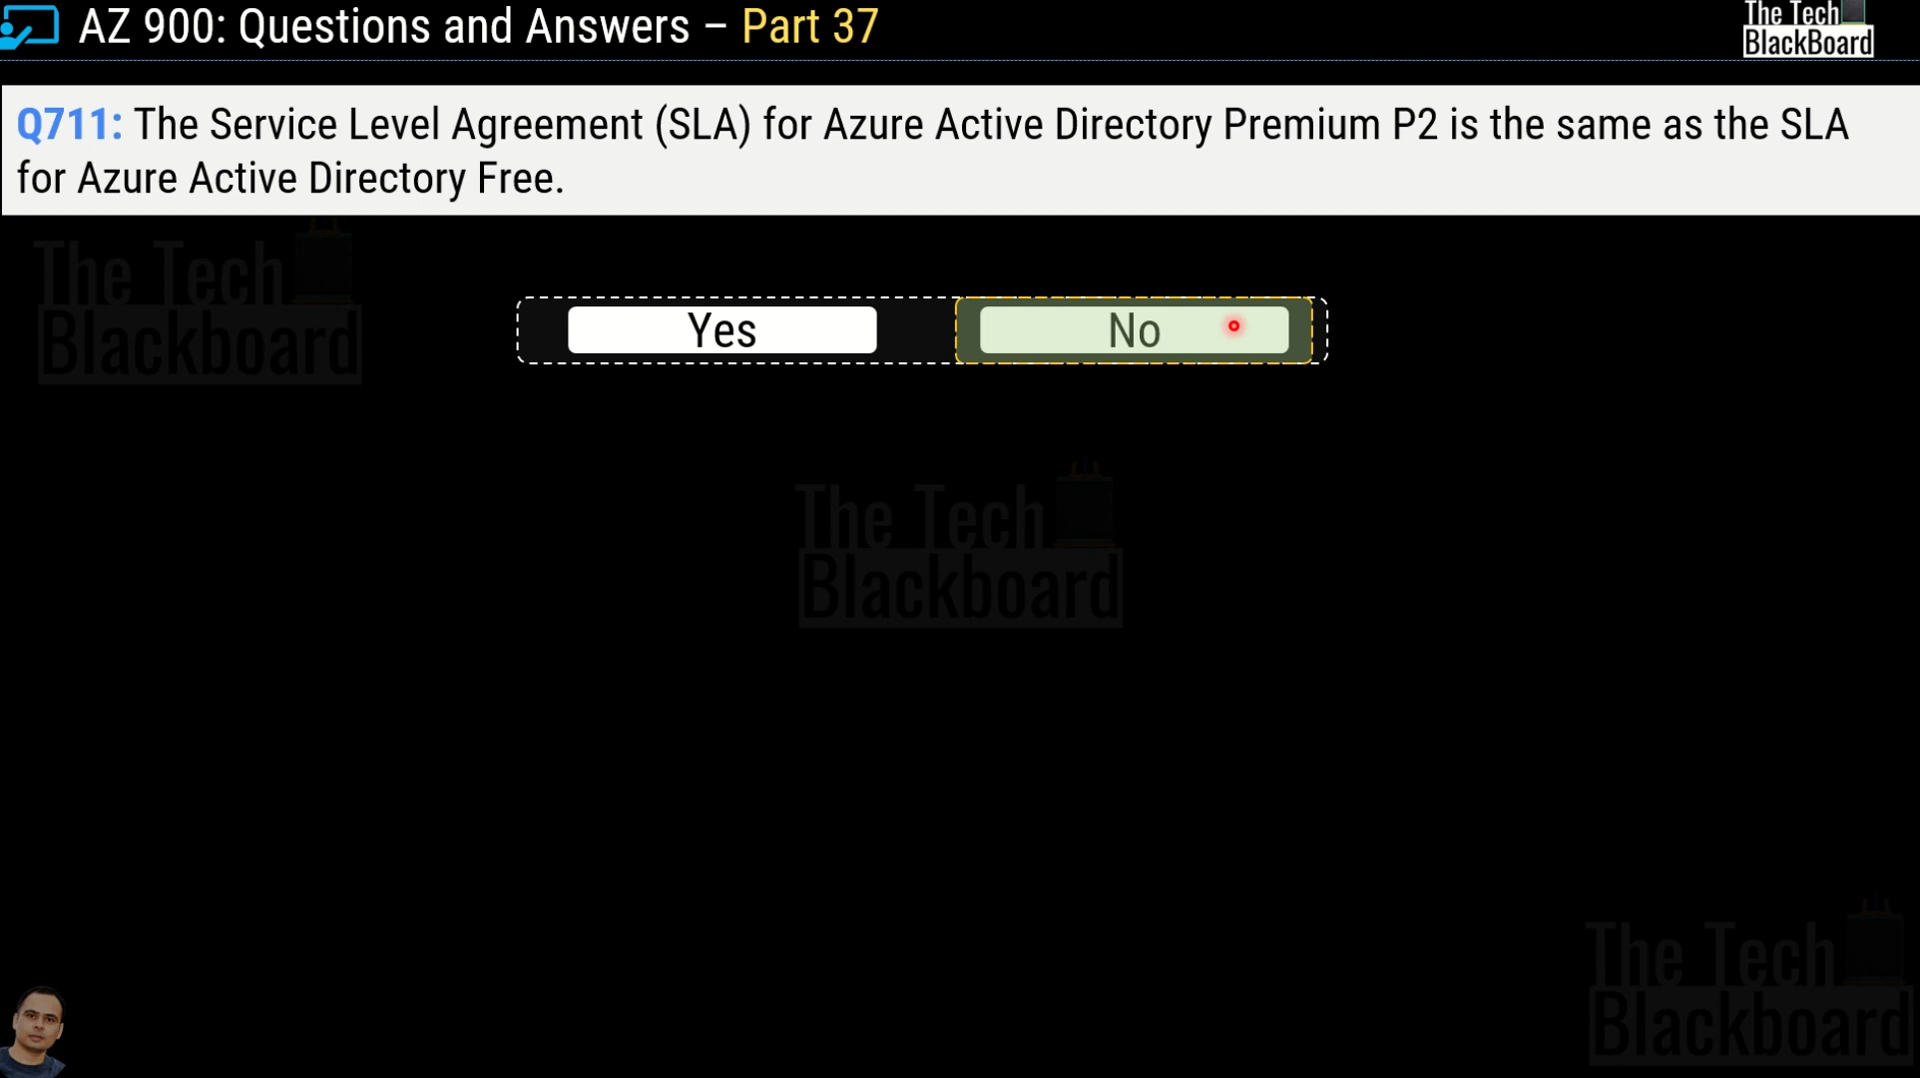 AZ 900: Questions and Answers – Part 37
The Tech
BlackBoard
Q711: The Service Level Agreement (SLA) for Azure Active Directory Premium P2 is the same as the SLA
for Azure Active Directory Free.
The Tech
Blackboard
Yes
No
The Tech
Blackboard
The Tech
Blackboard